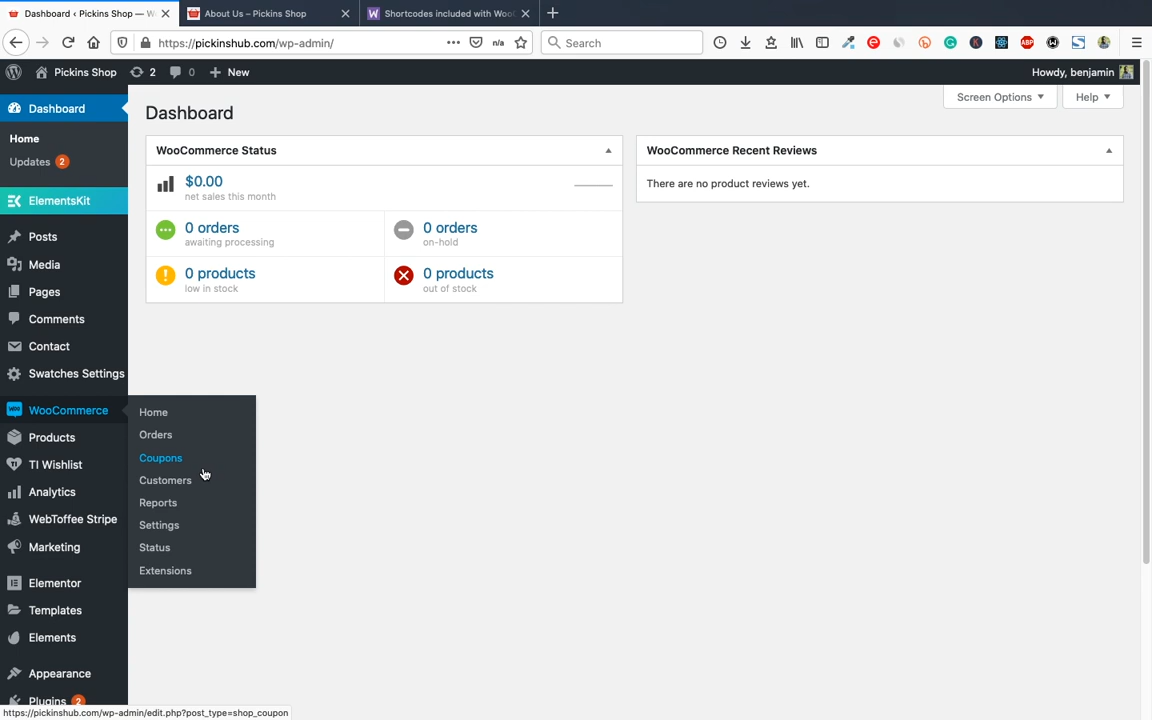 Dashboard ‹ Pickins Shop — W
About Us – Pickins Shop
Shortcodes included with Woo
https://pickinshub.com/wp-admin/
n/a
Search
ABP
Pickins Shop
2
0
New
Howdy, benjamin
Dashboard
Home
Updates 2
ElementsKit
Posts
Media
Pages
Comments
Contact
Swatches Settings
WooCommerce
Products
TI Wishlist
Analytics
WebToffee Stripe
Marketing
Elementor
Templates
Elements
Appearance
Plugins 2
Home
Orders
Coupons
Customers
Reports
Settings
Status
Extensions
Screen Options
Help
Dashboard
WooCommerce Status
$0.00
net sales this month
0 orders
awaiting processing
0 orders
on-hold
0 products
low in stock
0 products
out of stock
WooCommerce Recent Reviews
There are no product reviews yet.
https://pickinshub.com/wp-admin/edit.php?post_type=shop_coupon